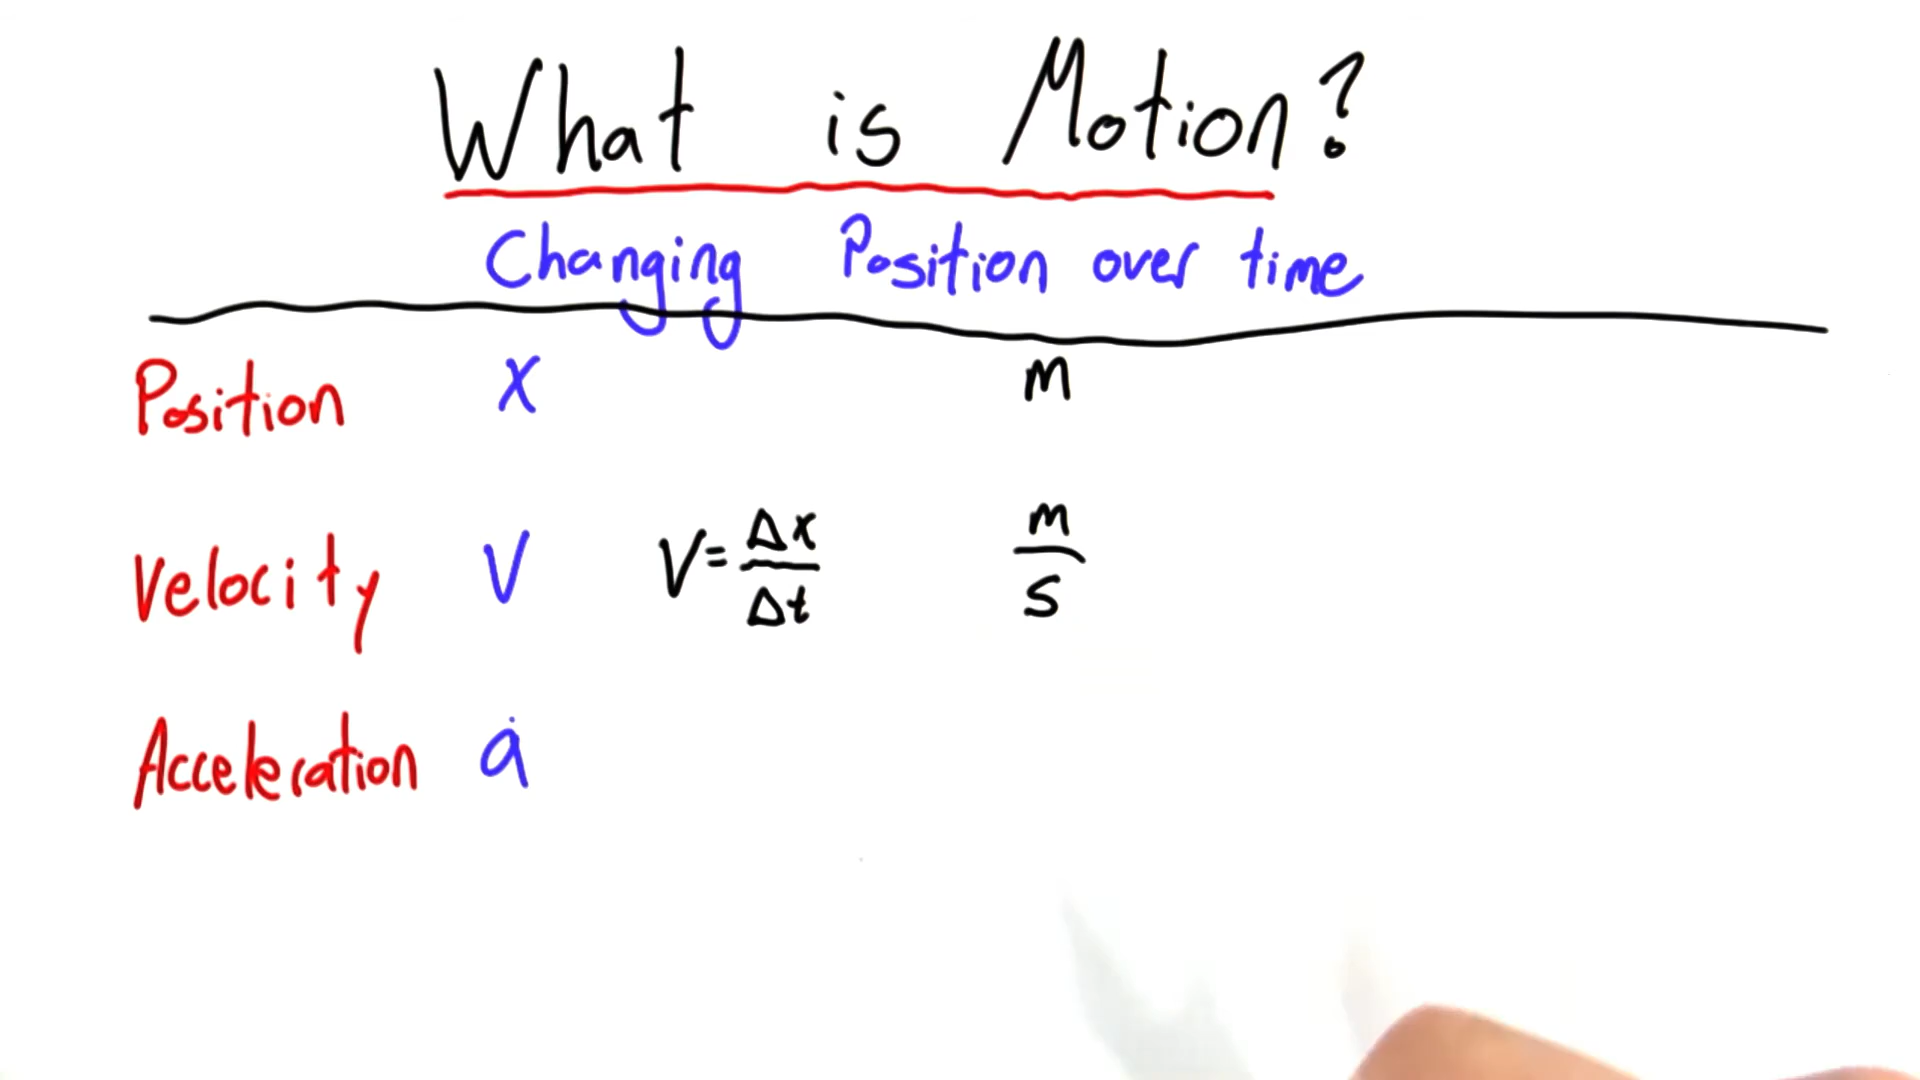 What is Motion?
Changing Position over time
Position x m
Velocity v V = Δx/Δt m/s
Acceleration a